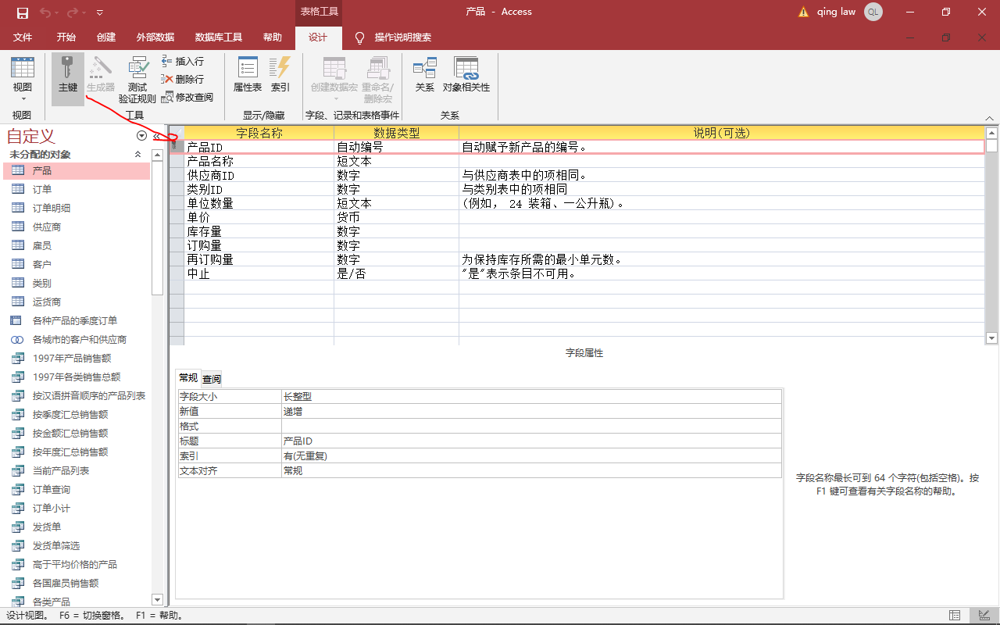 表格工具
产品 - Access
qing law
QL
文件 开始 创建 外部数据 数据库工具 帮助 设计 操作说明搜索
视图
主键
生成器
测试
验证规则
插入行
删除行
修改查阅
属性表
索引
创建数据宏
重命名/
删除宏
关系
对象相关性
视图 工具 显示/隐藏 字段、记录和表格事件 关系
自定义
未分配的对象
产品
订单
订单明细
供应商
雇员
客户
类别
运货商
各种产品的季度订单
各城市的客户和供应商
1997年产品销售额
1997年各类销售总额
按汉语拼音顺序的产品列表
按季度汇总销售额
按金额汇总销售额
按年度汇总销售额
当前产品列表
订单查询
订单小计
发货单
发货单筛选
高于平均价格的产品
各国雇员销售额
各类产品
字段名称 数据类型 说明(可选)
产品ID 自动编号 自动赋予新产品的编号。
产品名称 短文本
供应商ID 数字 与供应商表中的项相同。
类别ID 数字 与类别表中的项相同
单位数量 短文本 (例如， 24 装箱、一公升瓶)。
单价 货币
库存量 数字
订购量 数字
再订购量 数字 为保持库存所需的最小单元数。
中止 是/否 "是"表示条目不可用。
字段属性
常规 查阅
字段大小 长整型
新值 递增
格式
标题 产品ID
索引 有(无重复)
文本对齐 常规
字段名称最长可到 64 个字符(包括空格)。按
F1 键可查看有关字段名称的帮助。
设计视图。 F6 = 切换窗格。 F1 = 帮助。